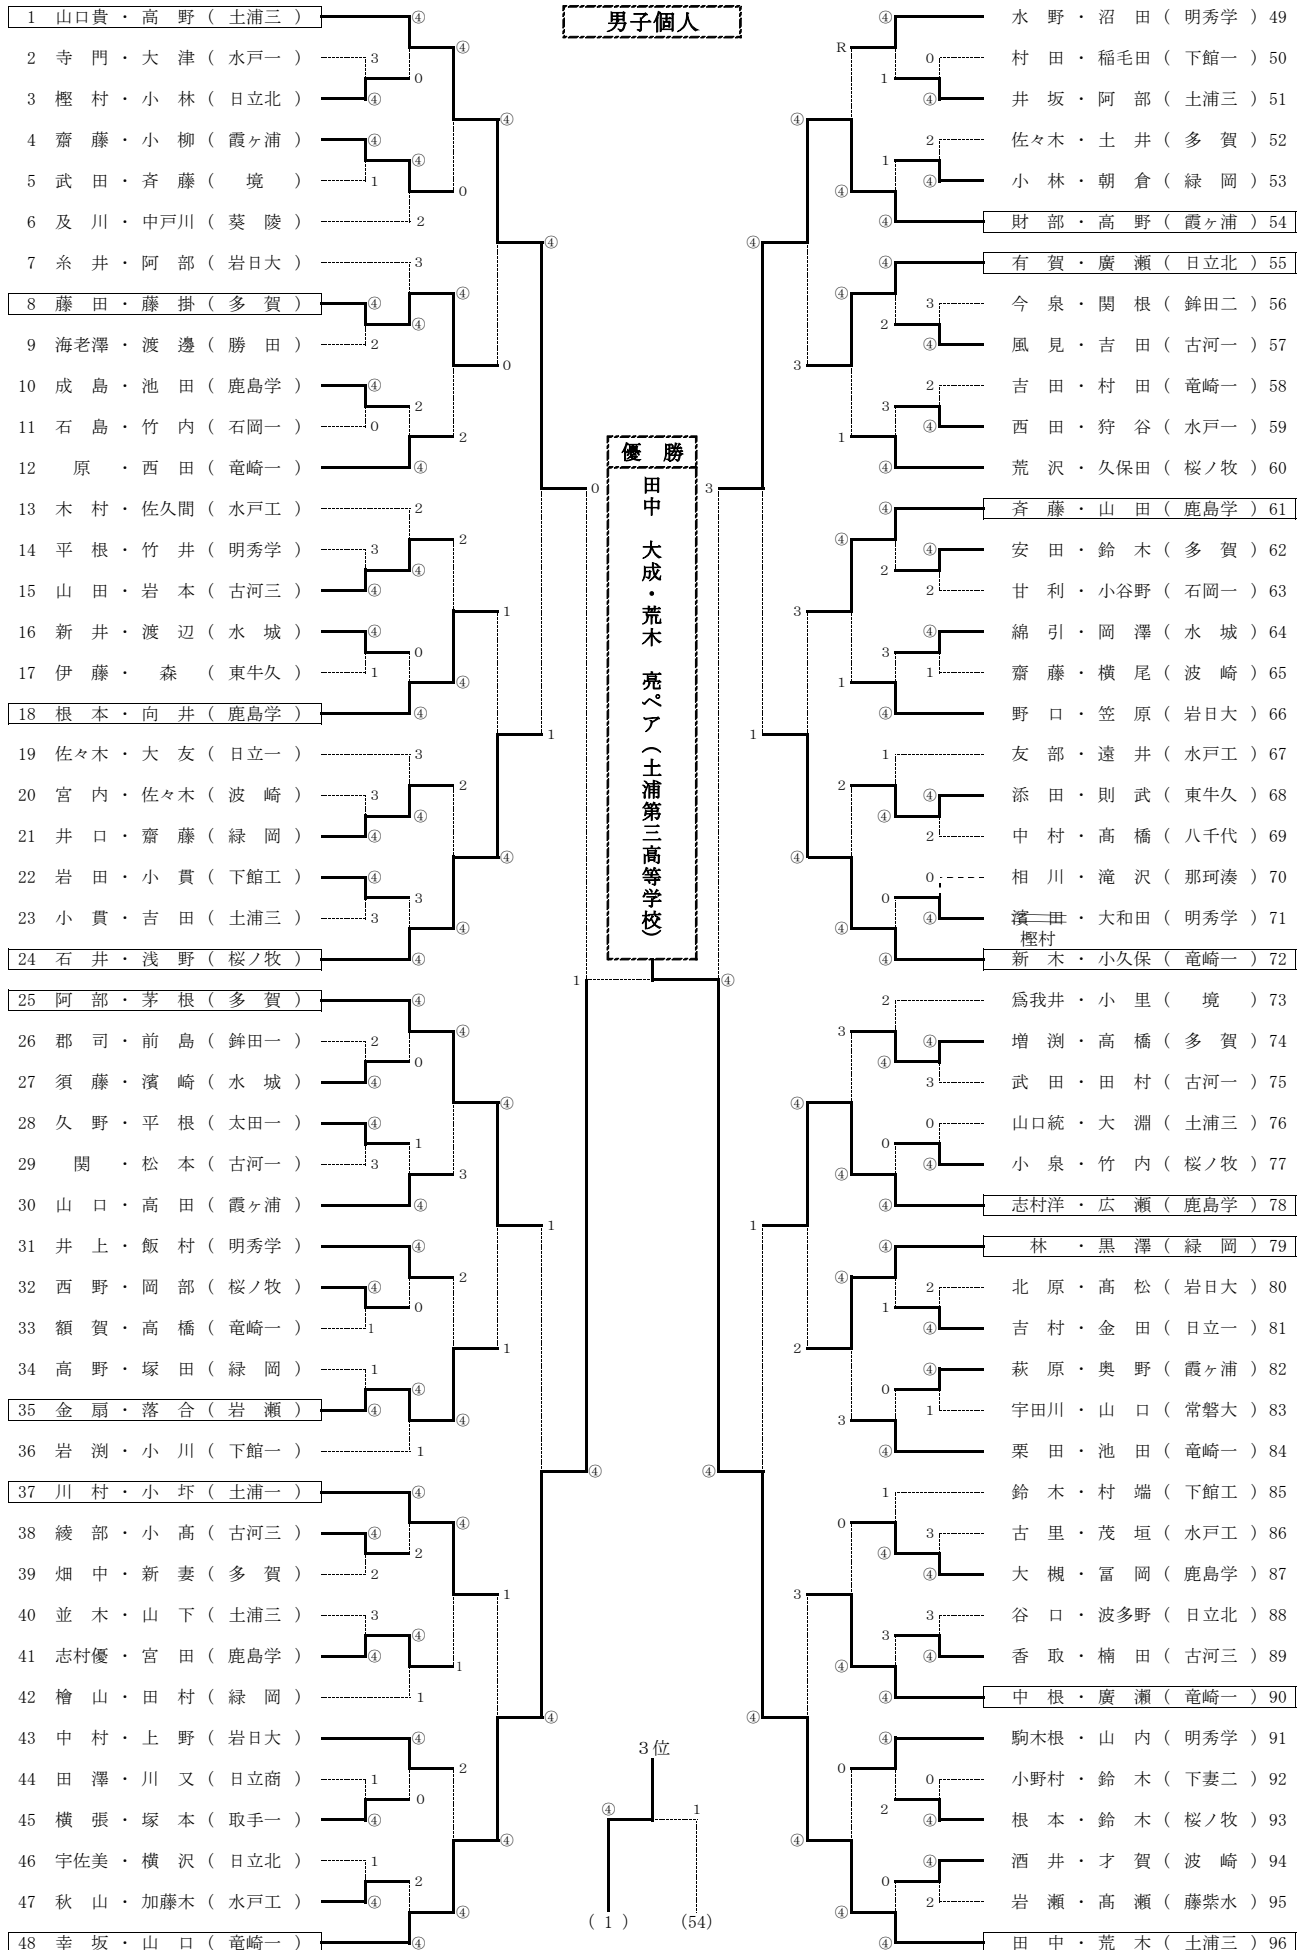 男子個人
1 山口貴・高 野 ( 土浦三 )
2 寺 門・大 津 ( 水戸一 )
3 樫 村・小 林 ( 日立北 )
4 齋 藤・小 柳 ( 霞ヶ浦 )
5 武 田・斉 藤 ( 境 )
6 及 川・中戸川 ( 葵 陵 )
7 糸 井・阿 部 ( 岩日大 )
8 藤 田・藤 掛 ( 多 賀 )
9 海老澤・渡 邊 ( 勝 田 )
10 成 島・池 田 ( 鹿島学 )
11 石 島・竹 内 ( 石岡一 )
12 原 ・西 田 ( 竜崎一 )
13 木 村・佐久間 ( 水戸工 )
14 平 根・竹 井 ( 明秀学 )
15 山 田・岩 本 ( 古河三 )
16 新 井・渡 辺 ( 水 城 )
17 伊 藤・ 森 ( 東牛久 )
18 根 本・向 井 ( 鹿島学 )
19 佐々木・大 友 ( 日立一 )
20 宮 内・佐々木 ( 波 崎 )
21 井 口・齋 藤 ( 緑 岡 )
22 岩 田・小 貫 ( 下館工 )
23 小 貫・吉 田 ( 土浦三 )
24 石 井・浅 野 ( 桜ノ牧 )
25 阿 部・茅 根 ( 多 賀 )
26 郡 司・前 島 ( 鉾田一 )
27 須 藤・濱 崎 ( 水 城 )
28 久 野・平 根 ( 太田一 )
29 関 ・松 本 ( 古河一 )
30 山 口・高 田 ( 霞ヶ浦 )
31 井 上・飯 村 ( 明秀学 )
32 西 野・岡 部 ( 桜ノ牧 )
33 額 賀・高 橋 ( 竜崎一 )
34 高 野・塚 田 ( 緑 岡 )
35 金 扇・落 合 ( 岩 瀬 )
36 岩 渕・小 川 ( 下館一 )
37 川 村・小 圷 ( 土浦一 )
38 綾 部・小 髙 ( 古河三 )
39 畑 中・新 妻 ( 多 賀 )
40 並 木・山 下 ( 土浦三 )
41 志村優・宮 田 ( 鹿島学 )
42 檜 山・田 村 ( 緑 岡 )
43 中 村・上 野 ( 岩日大 )
44 田 澤・川 又 ( 日立商 )
45 横 張・塚 本 ( 取手一 )
46 宇佐美・横 沢 ( 日立北 )
47 秋 山・加藤木 ( 水戸工 )
48 幸 坂・山 口 ( 竜崎一 )
優 勝
田中 大成・荒木 亮ペア(土浦第三高等学校)
3位
④ 1
( 1 ) (54)
水 野・沼 田 ( 明秀学 ) 49
村 田・稲毛田 ( 下館一 ) 50
井 坂・阿 部 ( 土浦三 ) 51
佐々木・土 井 ( 多 賀 ) 52
小 林・朝 倉 ( 緑 岡 ) 53
財 部・高 野 ( 霞ヶ浦 ) 54
有 賀・廣 瀬 ( 日立北 ) 55
今 泉・関 根 ( 鉾田二 ) 56
風 見・吉 田 ( 古河一 ) 57
吉 田・村 田 ( 竜崎一 ) 58
西 田・狩 谷 ( 水戸一 ) 59
荒 沢・久保田 ( 桜ノ牧 ) 60
斉 藤・山 田 ( 鹿島学 ) 61
安 田・鈴 木 ( 多 賀 ) 62
甘 利・小谷野 ( 石岡一 ) 63
綿 引・岡 澤 ( 水 城 ) 64
齋 藤・横 尾 ( 波 崎 ) 65
野 口・笠 原 ( 岩日大 ) 66
友 部・遠 井 ( 水戸工 ) 67
添 田・則 武 ( 東牛久 ) 68
中 村・髙 橋 ( 八千代 ) 69
相 川・滝 沢 ( 那珂湊 ) 70
濱 田・大和田 ( 明秀学 ) 71
樫村
新 木・小久保 ( 竜崎一 ) 72
爲我井・小 里 ( 境 ) 73
増 渕・高 橋 ( 多 賀 ) 74
武 田・田 村 ( 古河一 ) 75
山口統・大 淵 ( 土浦三 ) 76
小 泉・竹 内 ( 桜ノ牧 ) 77
志村洋・広 瀬 ( 鹿島学 ) 78
林 ・黒 澤 ( 緑 岡 ) 79
北 原・髙 松 ( 岩日大 ) 80
吉 村・金 田 ( 日立一 ) 81
萩 原・奥 野 ( 霞ヶ浦 ) 82
宇田川・山 口 ( 常磐大 ) 83
栗 田・池 田 ( 竜崎一 ) 84
鈴 木・村 端 ( 下館工 ) 85
古 里・茂 垣 ( 水戸工 ) 86
大 槻・冨 岡 ( 鹿島学 ) 87
谷 口・波多野 ( 日立北 ) 88
香 取・楠 田 ( 古河三 ) 89
中 根・廣 瀬 ( 竜崎一 ) 90
駒木根・山 内 ( 明秀学 ) 91
小野村・鈴 木 ( 下妻二 ) 92
根 本・鈴 木 ( 桜ノ牧 ) 93
酒 井・才 賀 ( 波 崎 ) 94
岩 瀬・髙 瀬 ( 藤紫水 ) 95
田 中・荒 木 ( 土浦三 ) 96